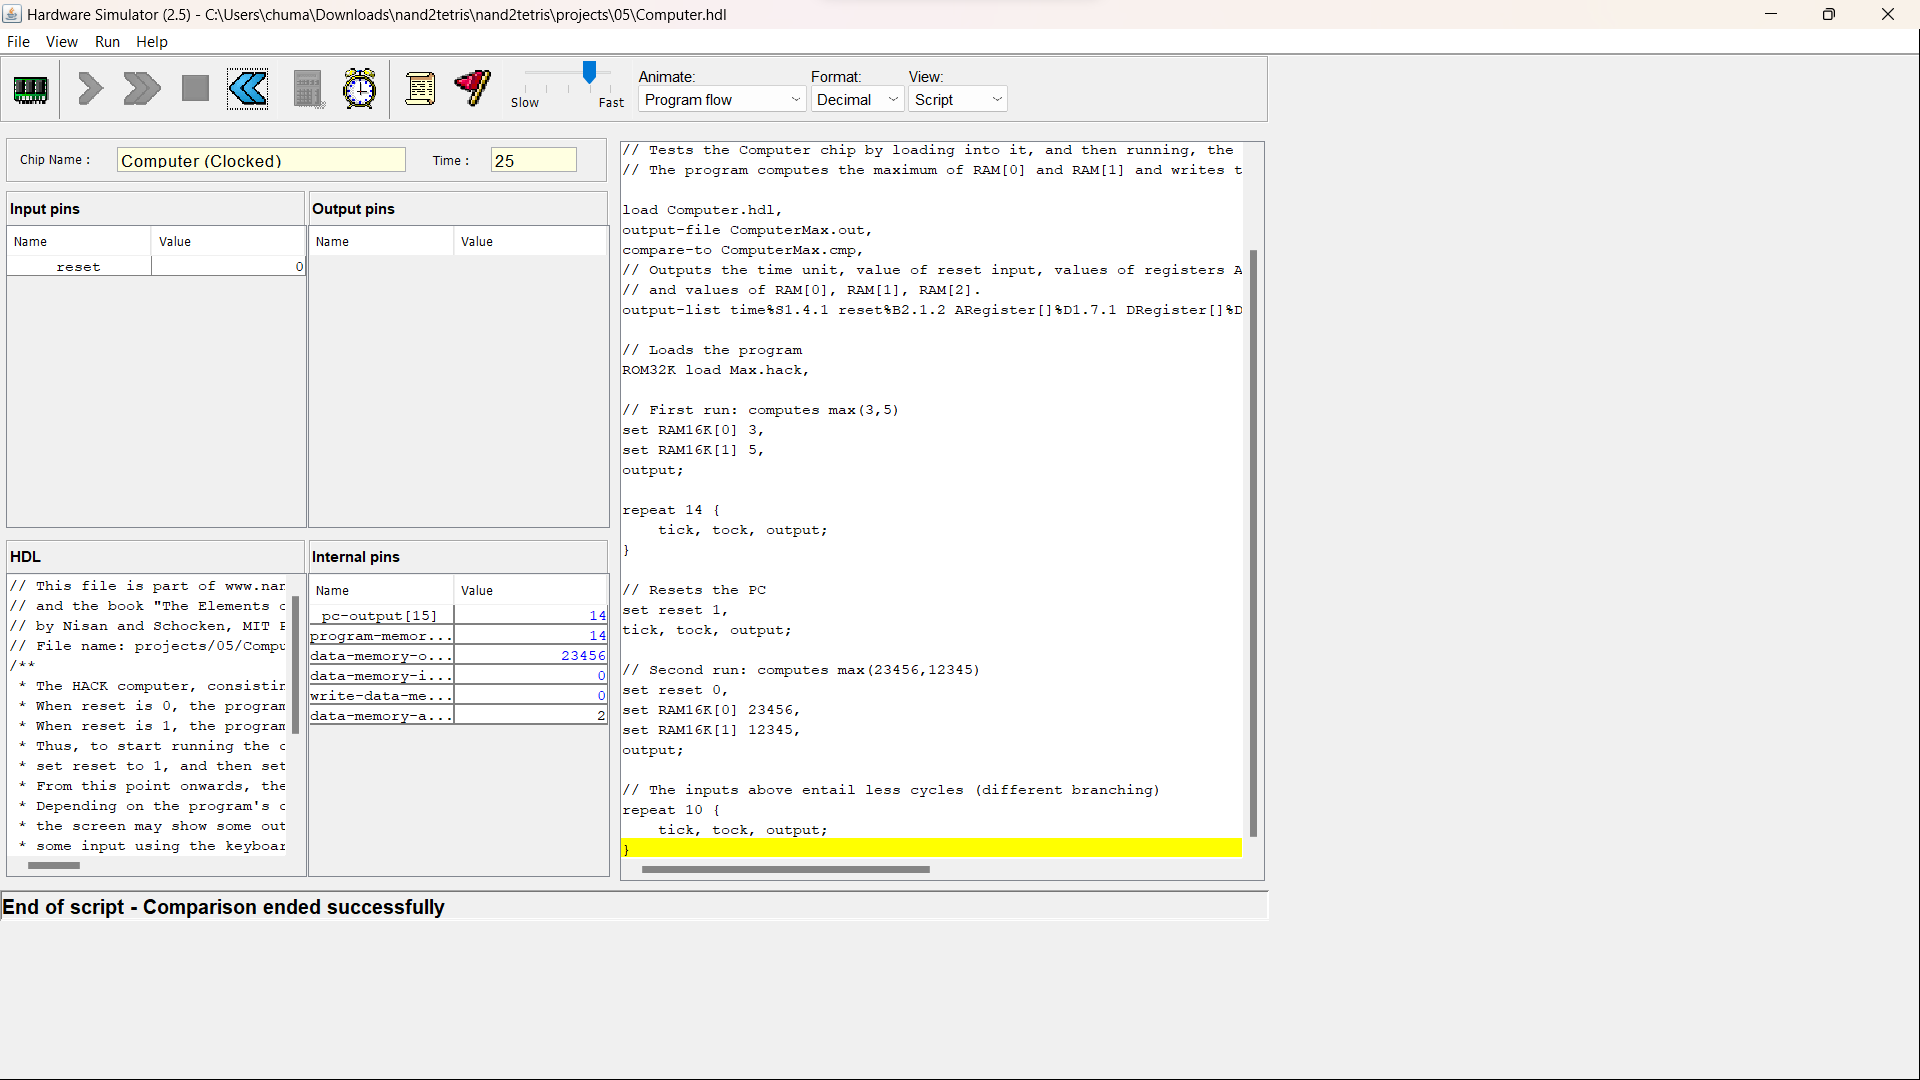 Hardware Simulator (2.5) - C:\Users\chuma\Downloads\nand2tetris\nand2tetris\projects\05\Computer.hdl
File View Run Help
Slow Fast
Animate:
Program flow
Format:
Decimal
View:
Script
Chip Name :
Computer (Clocked)
Time :
25
Input pins
Name Value
reset 0
Output pins
Name Value
HDL
// This file is part of www.nan
// and the book "The Elements o
// by Nisan and Schocken, MIT P
// File name: projects/05/Compu
/**
* The HACK computer, consistin
* When reset is 0, the program
* When reset is 1, the program
* Thus, to start running the c
* set reset to 1, and then set
* From this point onwards, the
* Depending on the program's c
* the screen may show some out
* some input using the keyboar
Internal pins
Name Value
pc-output[15] 14
program-memor... 14
data-memory-o... 23456
data-memory-i... 0
write-data-me... 0
data-memory-a... 2
// Tests the Computer chip by loading into it, and then running, the
// The program computes the maximum of RAM[0] and RAM[1] and writes t
load Computer.hdl,
output-file ComputerMax.out,
compare-to ComputerMax.cmp,
// Outputs the time unit, value of reset input, values of registers A
// and values of RAM[0], RAM[1], RAM[2].
output-list time%S1.4.1 reset%B2.1.2 ARegister[]%D1.7.1 DRegister[]%D
// Loads the program
ROM32K load Max.hack,
// First run: computes max(3,5)
set RAM16K[0] 3,
set RAM16K[1] 5,
output;
repeat 14 {
tick, tock, output;
}
// Resets the PC
set reset 1,
tick, tock, output;
// Second run: computes max(23456,12345)
set reset 0,
set RAM16K[0] 23456,
set RAM16K[1] 12345,
output;
// The inputs above entail less cycles (different branching)
repeat 10 {
tick, tock, output;
}
End of script - Comparison ended successfully